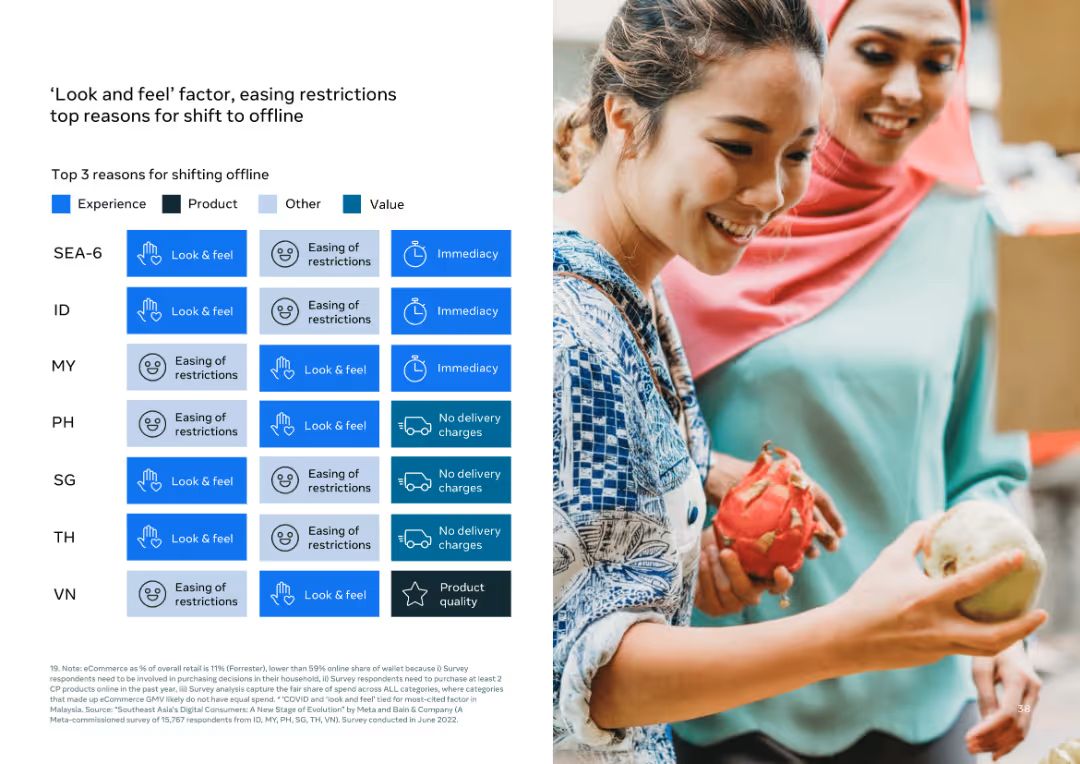 ‘Look and feel’ factor, easing restrictions
top reasons for shift to offline
Top 3 reasons for shifting offline
Experience Product Other Value
SEA-6 Look & feel Easing of restrictions Immediacy
ID Look & feel Easing of restrictions Immediacy
MY Easing of restrictions Look & feel Immediacy
PH Easing of restrictions Look & feel No delivery charges
SG Look & feel Easing of restrictions No delivery charges
TH Look & feel Easing of restrictions No delivery charges
VN Easing of restrictions Look & feel Product quality
19. Note: eCommerce as % of overall retail is 11% (Forrester), lower than 59% online share of wallet because i) Survey
respondents need to be involved in purchasing decisions in their household, ii) Survey respondents need to purchase at least 2
CP products online in the past year, iii) Survey analysis capture the fair share of spend across ALL categories, where categories
that made up eCommerce GMV likely do not have equal spend. * ‘COVID and ‘look and feel’ tied for most-cited factor in
Malaysia. Source: “Southeast Asia’s Digital Consumers: A New Stage of Evolution” by Meta and Bain & Company (A
Meta-commissioned survey of 15,767 respondents from ID, MY, PH, SG, TH, VN). Survey conducted in June 2022.
38